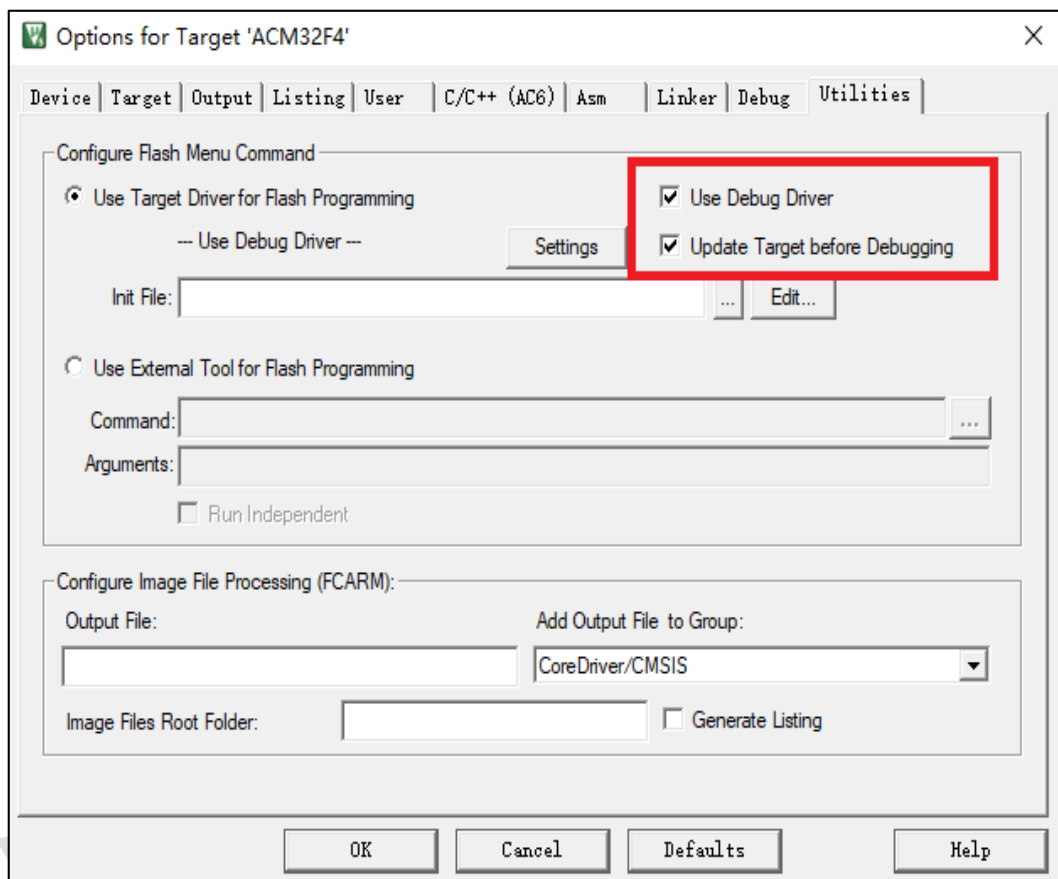 Options for Target 'ACM32F4'
Device Target Output Listing User C/C++ (AC6) Asm Linker Debug Utilities
Configure Flash Menu Command
Use Target Driver for Flash Programming Use Debug Driver
--- Use Debug Driver --- Settings Update Target before Debugging
Init File: ... Edit...
Use External Tool for Flash Programming
Command: ...
Arguments:
Run Independent
Configure Image File Processing (FCARM):
Output File: Add Output File to Group:
CoreDriver/CMSIS
Image Files Root Folder: Generate Listing
OK Cancel Defaults Help